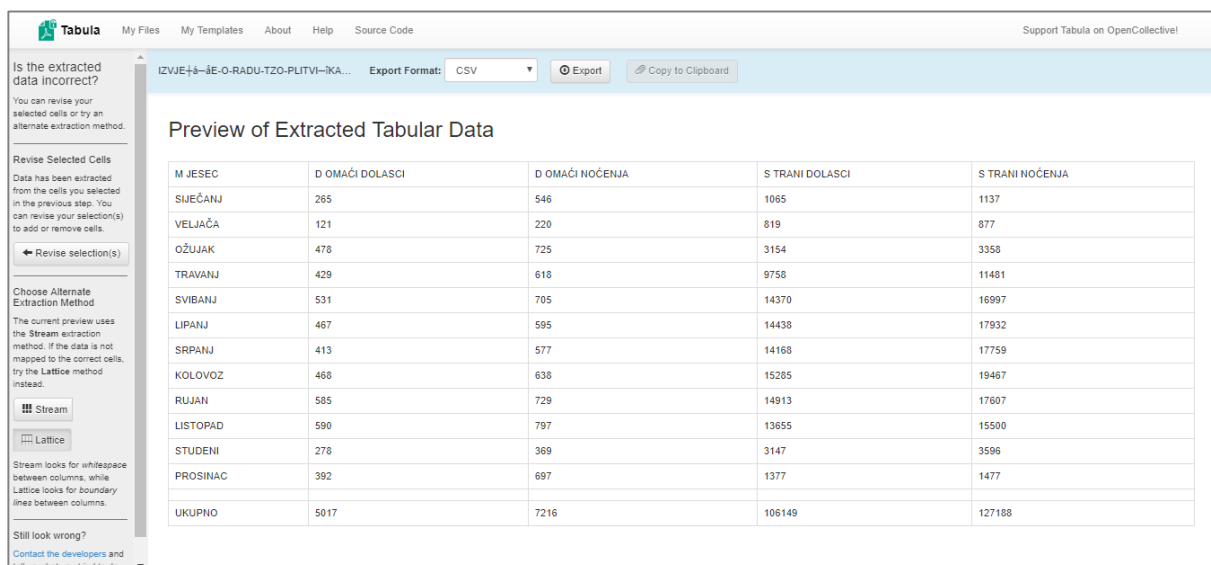 Tabula My Files My Templates About Help Source Code Support Tabula on OpenCollective!
Is the extracted
data incorrect?
You can revise your
selected cells or try an
alternate extraction method.
Revise Selected Cells
Data has been extracted
from the cells you selected
in the previous step. You
can revise your selection(s)
to add or remove cells.
Revise selection(s)
Choose Alternate
Extraction Method
The current preview uses
the Stream extraction
method. If the data is not
mapped to the correct cells,
try the Lattice method
instead.
Stream
Lattice
Stream looks for whitespace
between columns, while
Lattice looks for boundary
lines between columns.
Still look wrong?
Contact the developers and
IZVJE┼á─åE-O-RADU-TZO-PLITVI─îKA... Export Format: CSV Export Copy to Clipboard
Preview of Extracted Tabular Data
M JESEC D OMAĆI DOLASCI D OMAĆI NOĆENJA S TRANI DOLASCI S TRANI NOĆENJA
SIJEČANJ 265 546 1065 1137
VELJAČA 121 220 819 877
OŽUJAK 478 725 3154 3358
TRAVANJ 429 618 9758 11481
SVIBANJ 531 705 14370 16997
LIPANJ 467 595 14438 17932
SRPANJ 413 577 14168 17759
KOLOVOZ 468 638 15285 19467
RUJAN 585 729 14913 17607
LISTOPAD 590 797 13655 15500
STUDENI 278 369 3147 3596
PROSINAC 392 697 1377 1477
UKUPNO 5017 7216 106149 127188